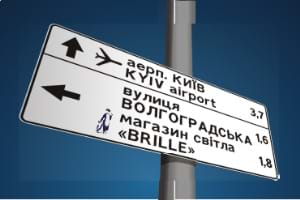 аерп. КИЇВ
KYIV airport 3,7
вулиця
ВОЛГОГРАДСЬКА 1,6
магазин світла
«BRILLE» 1,8